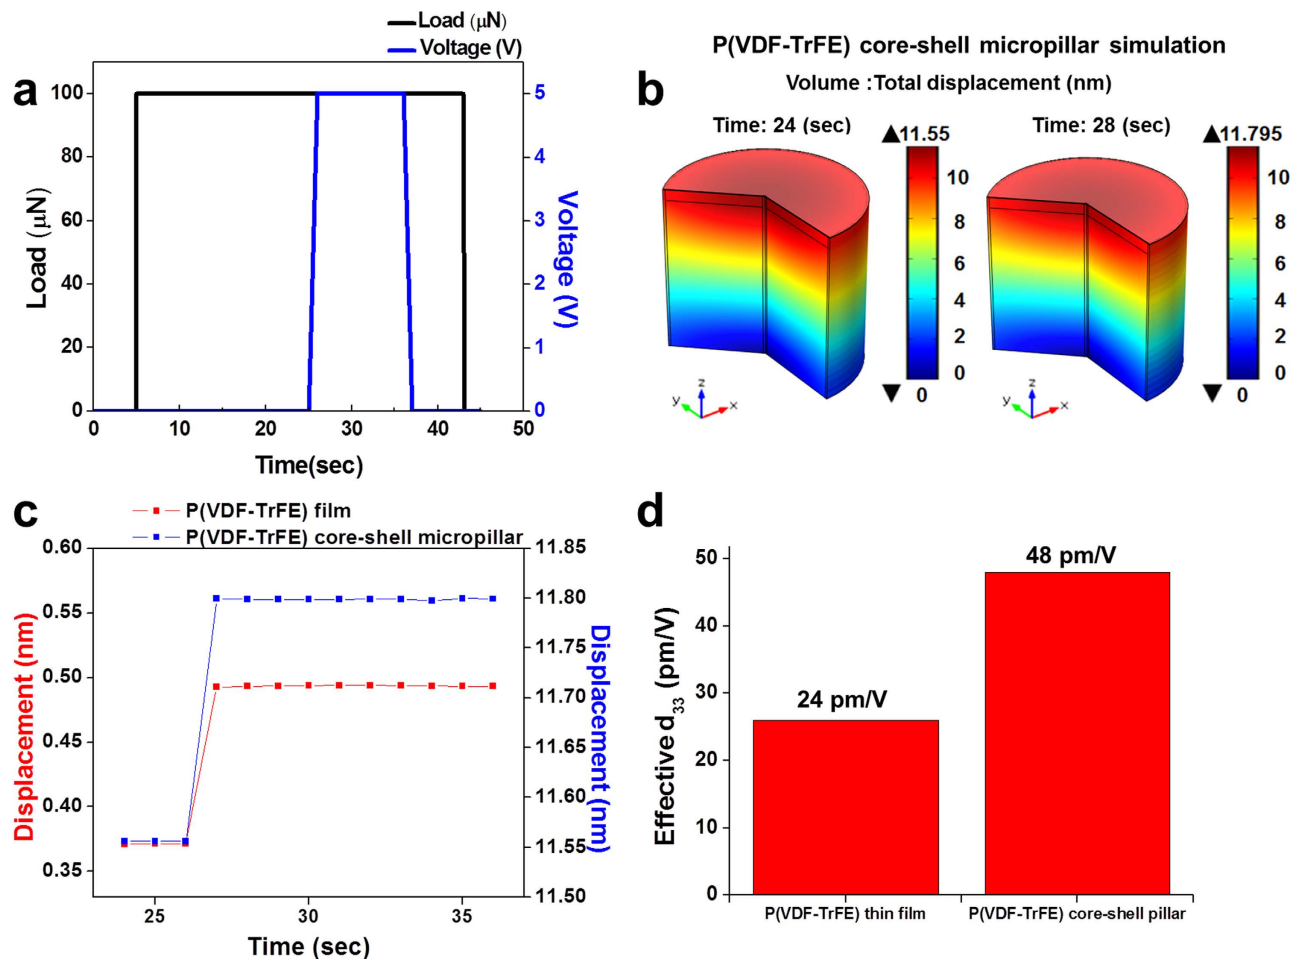 a
Load (μN)
Voltage (V)
100
80
60
40
20
0
Load (μN)
5
4
3
2
1
0
Voltage (V)
0
10
20
30
40
50
Time(sec)
P(VDF-TrFE) core-shell micropillar simulation
b
Volume :Total displacement (nm)
Time: 24 (sec)
▲11.55
10
8
6
4
2
0
▼ 0
z
y
x
Time: 28 (sec)
▲11.795
10
8
6
4
2
0
▼ 0
z
y
x
c
P(VDF-TrFE) film
P(VDF-TrFE) core-shell micropillar
0.60
0.55
0.50
0.45
0.40
0.35
Displacement (nm)
11.85
11.80
11.75
11.70
11.65
11.60
11.55
11.50
Displacement (nm)
25
30
35
Time (sec)
d
50
40
30
20
10
0
Effective d33 (pm/V)
24 pm/V
48 pm/V
P(VDF-TrFE) thin film
P(VDF-TrFE) core-shell pillar